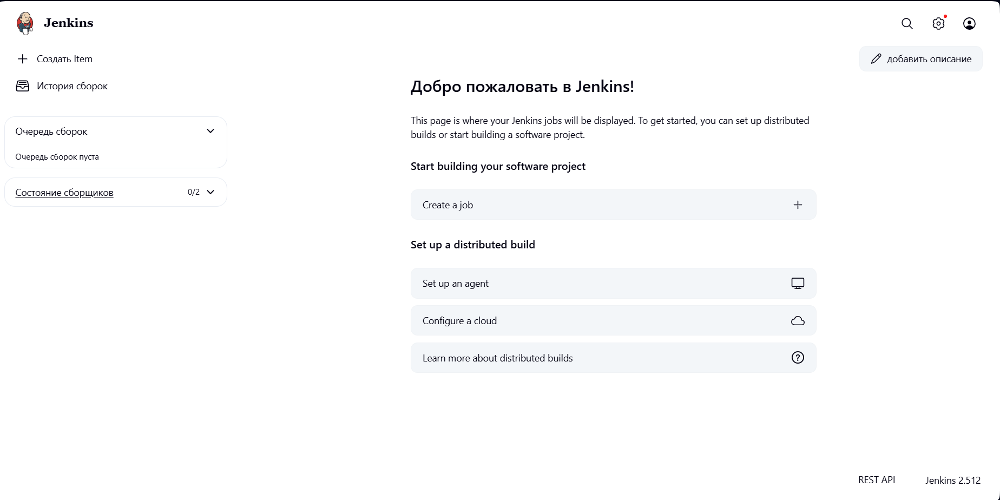 Jenkins
Создать Item
История сборок
Очередь сборок
Очередь сборок пуста
Состояние сборщиков 0/2
добавить описание
Добро пожаловать в Jenkins!
This page is where your Jenkins jobs will be displayed. To get started, you can set up distributed
builds or start building a software project.
Start building your software project
Create a job
Set up a distributed build
Set up an agent
Configure a cloud
Learn more about distributed builds
REST API
Jenkins 2.512